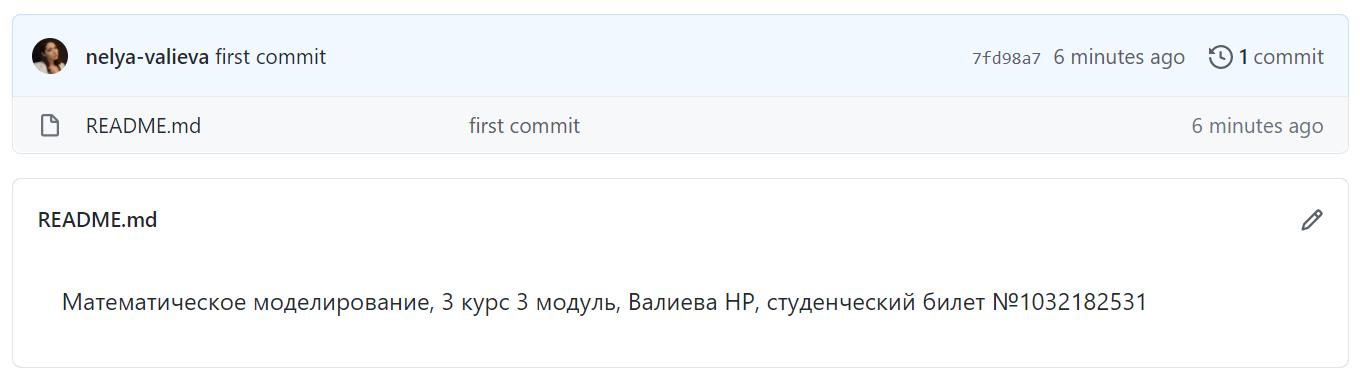 nelya-valieva first commit 7fd98a7 6 minutes ago 1 commit
README.md first commit 6 minutes ago
README.md
Математическое моделирование, 3 курс 3 модуль, Валиева НР, студенческий билет №1032182531